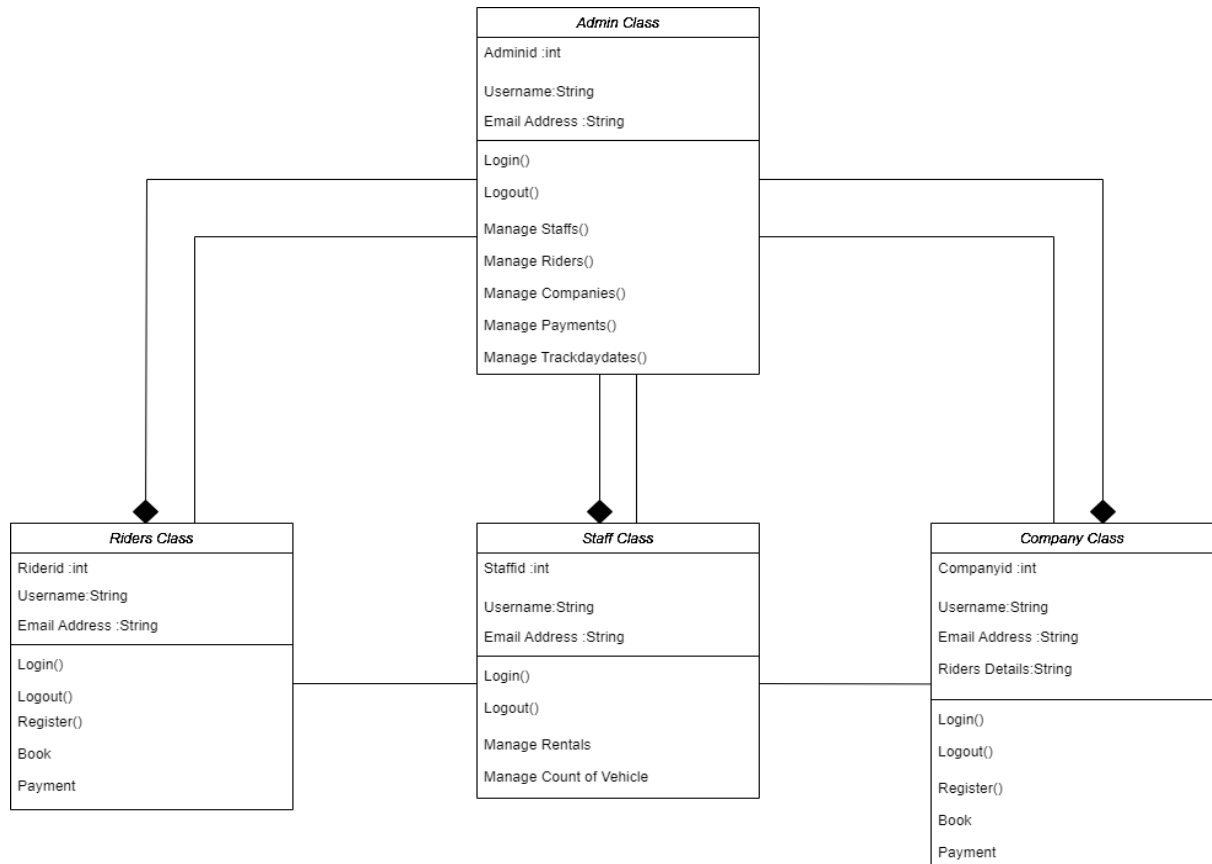 Admin Class
Adminid :int
Username:String
Email Address :String
Login()
Logout()
Manage Staffs()
Manage Riders()
Manage Companies()
Manage Payments()
Manage Trackdaydates()
Riders Class
Riderid :int
Username:String
Email Address :String
Login()
Logout()
Register()
Book
Payment
Staff Class
Staffid :int
Username:String
Email Address :String
Login()
Logout()
Manage Rentals
Manage Count of Vehicle
Company Class
Companyid :int
Username:String
Email Address :String
Riders Details:String
Login()
Logout()
Register()
Book
Payment